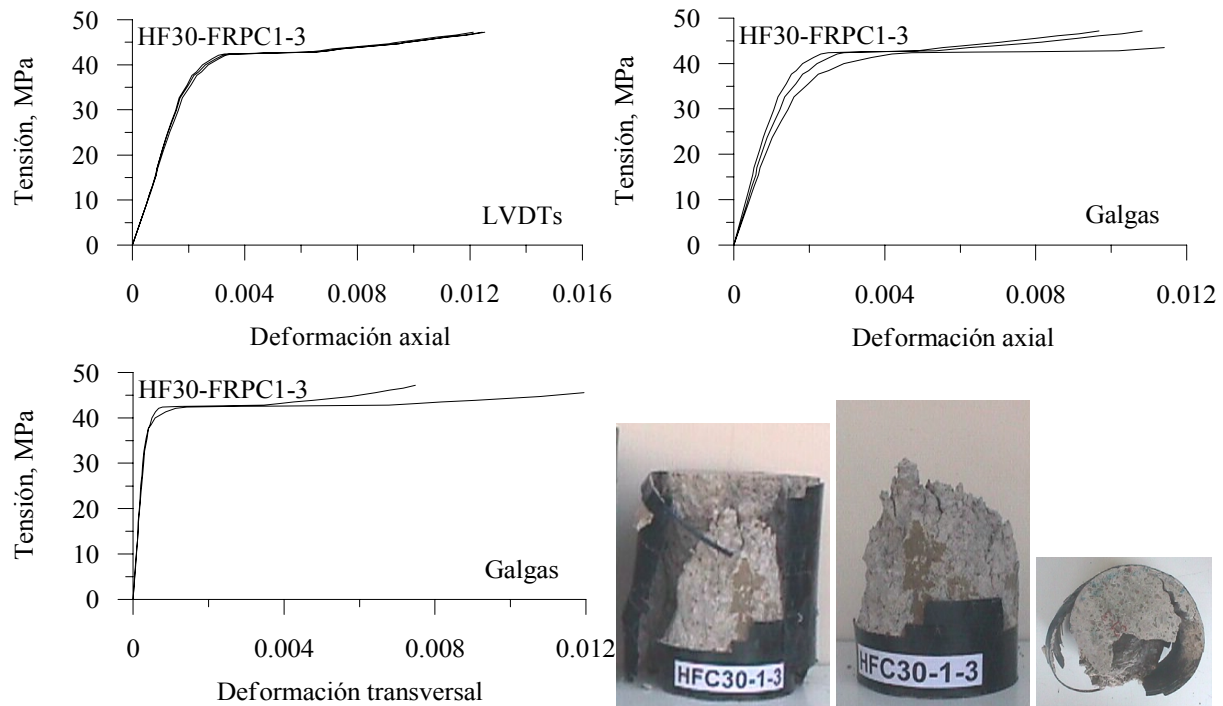 50
HF30-FRPC1-3
40
30
20
10
0
Tensión, MPa
LVDTs
0
0.004
0.008
0.012
0.016
Deformación axial
50
HF30-FRPC1-3
40
30
20
10
0
Tensión, MPa
Galgas
0
0.004
0.008
0.012
Deformación axial
50
HF30-FRPC1-3
40
30
20
10
0
Tensión, MPa
Galgas
0
0.004
0.008
0.012
Deformación transversal
HFC30-1-3
HFC30-1-3